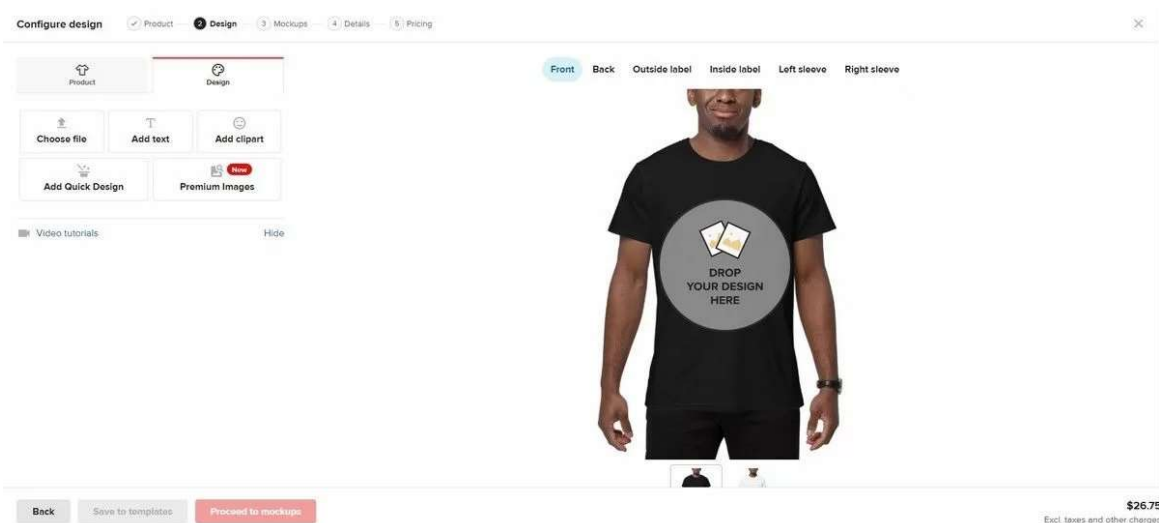 Configure design
Product
2 Design
3 Mockups
4 Details
5 Pricing
Product
Design
Choose file
Add text
Add clipart
Add Quick Design
New
Premium Images
Video tutorials
Hide
Front Back Outside label Inside label Left sleeve Right sleeve
DROP
YOUR DESIGN
HERE
Back
Save to templates
Proceed to mockups
$26.75
Excl. taxes and other charges